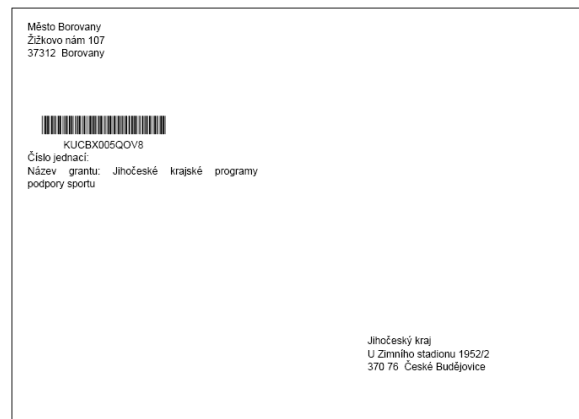 Město Borovany
Žižkovo nám 107
37312 Borovany
KUCBX005QOV8
Číslo jednací:
Název grantu: Jihočeské krajské programy
podpory sportu
Jihočeský kraj
U Zimního stadionu 1952/2
370 76 České Budějovice